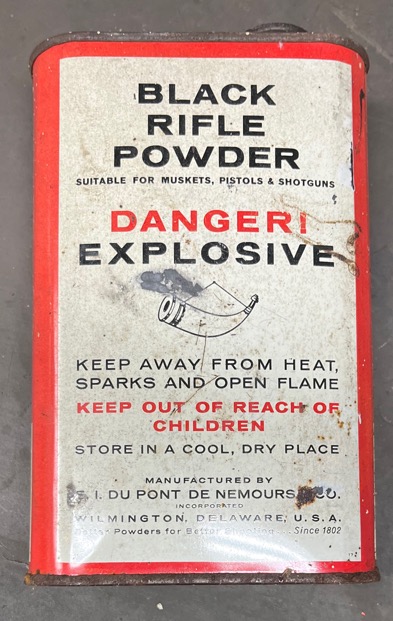 BLACK
RIFLE
POWDER
SUITABLE FOR MUSKETS, PISTOLS & SHOTGUNS
DANGER!
EXPLOSIVE
KEEP AWAY FROM HEAT,
SPARKS AND OPEN FLAME
KEEP OUT OF REACH OF
CHILDREN
STORE IN A COOL, DRY PLACE
MANUFACTURED BY
E. I. DU PONT DE NEMOURS & CO.
INCORPORATED
WILMINGTON, DELAWARE, U. S. A.
Better Powders for Better Shooting ... Since 1802